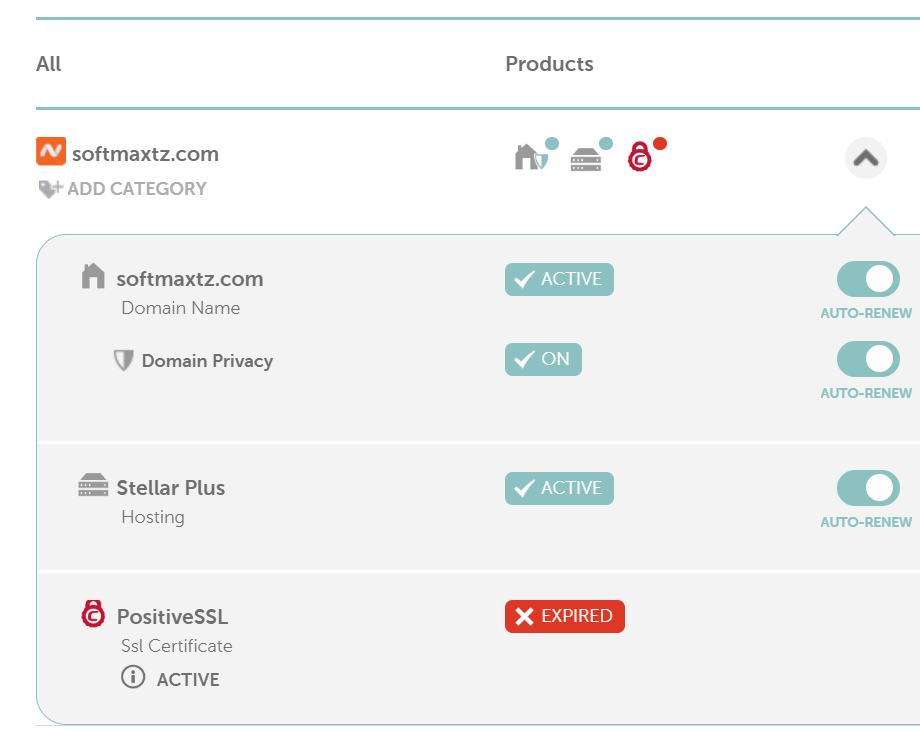 All Products
softmaxtz.com
ADD CATEGORY
softmaxtz.com ACTIVE
Domain Name AUTO-RENEW
Domain Privacy ON
AUTO-RENEW
Stellar Plus ACTIVE
Hosting AUTO-RENEW
PositiveSSL EXPIRED
Ssl Certificate
ACTIVE